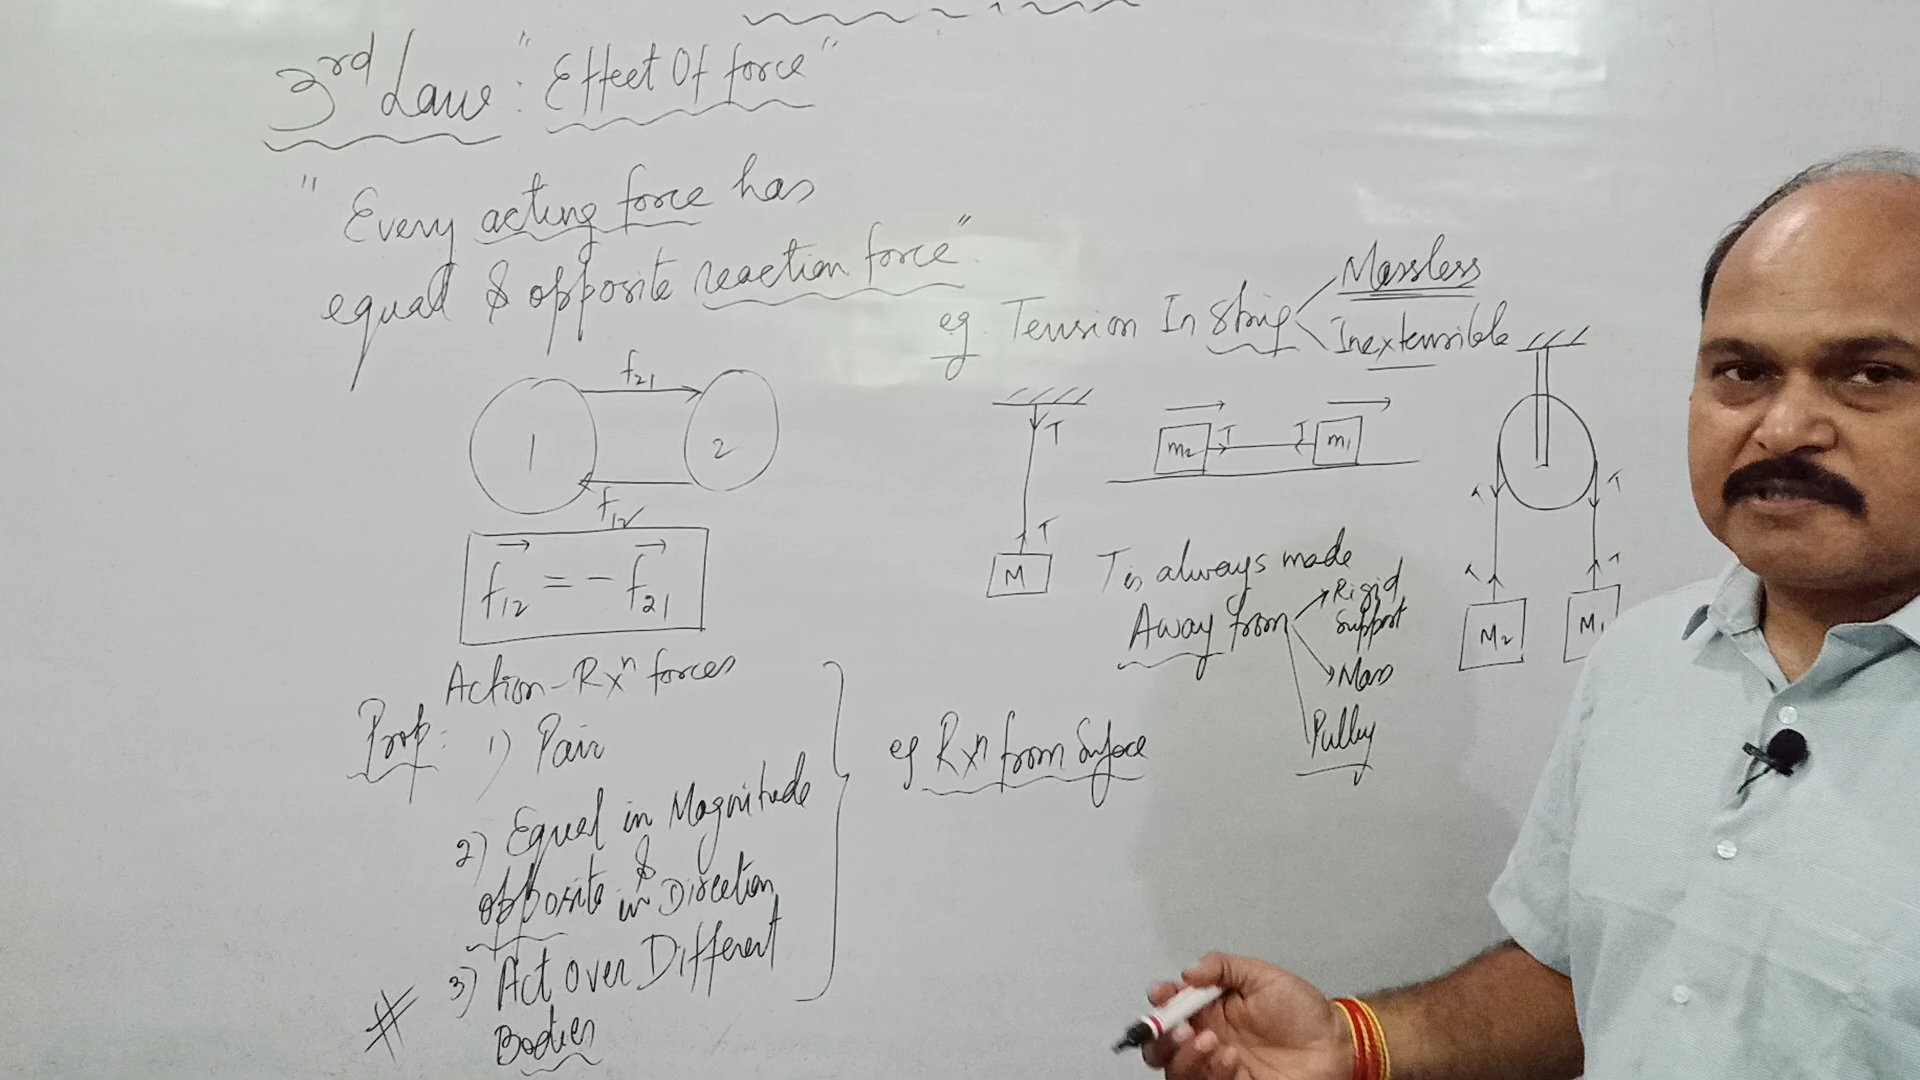 3rd Law : "Effect Of force"
" Every acting force has
equal & opposite reaction force"
f21
1
2
f12
f12 = - f21
Action-Rxn forces
Prop:
1) Pair
2) Equal in Magnitude
&
opposite in Direction
# 3) Act over Different
Bodies
eg. Tension In String
Massless
Inextensible
T
T
M
m2
T
T
m1
T
T
T
T
M2
M1
T is always made
Away from
Rigid
Support
Mass
Pulley
eg Rxn from Surface